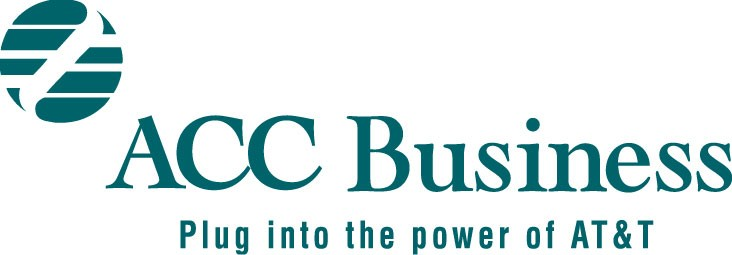 ACC Business
Plug into the power of AT&T